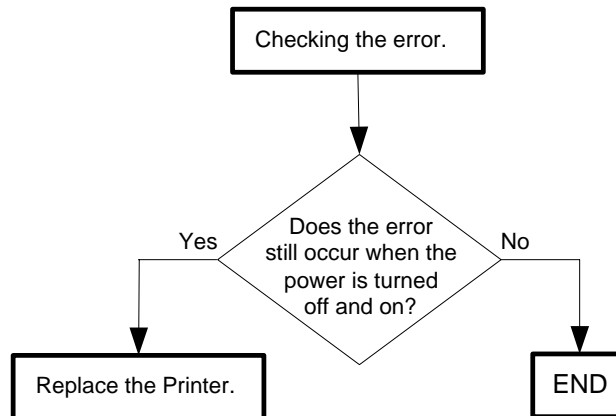 Checking the error.
Does the error
still occur when the
power is turned
off and on?
Yes
No
Replace the Printer.
END